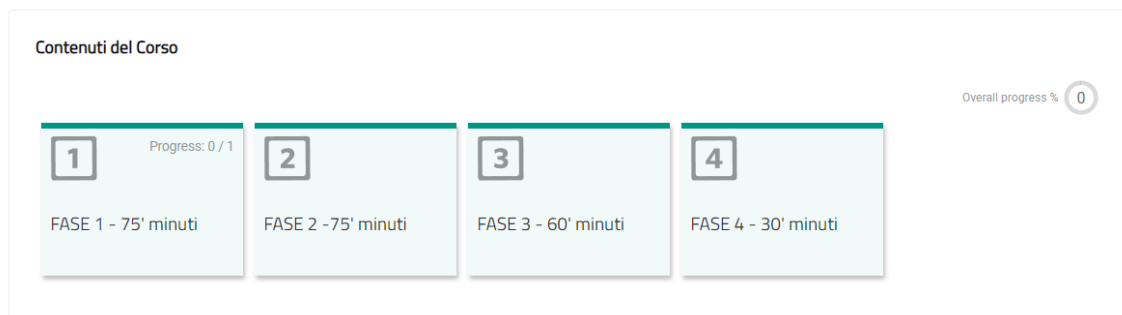 Contenuti del Corso
Overall progress % 0
1 Progress: 0 / 1
FASE 1 - 75' minuti
2
FASE 2 -75' minuti
3
FASE 3 - 60' minuti
4
FASE 4 - 30' minuti